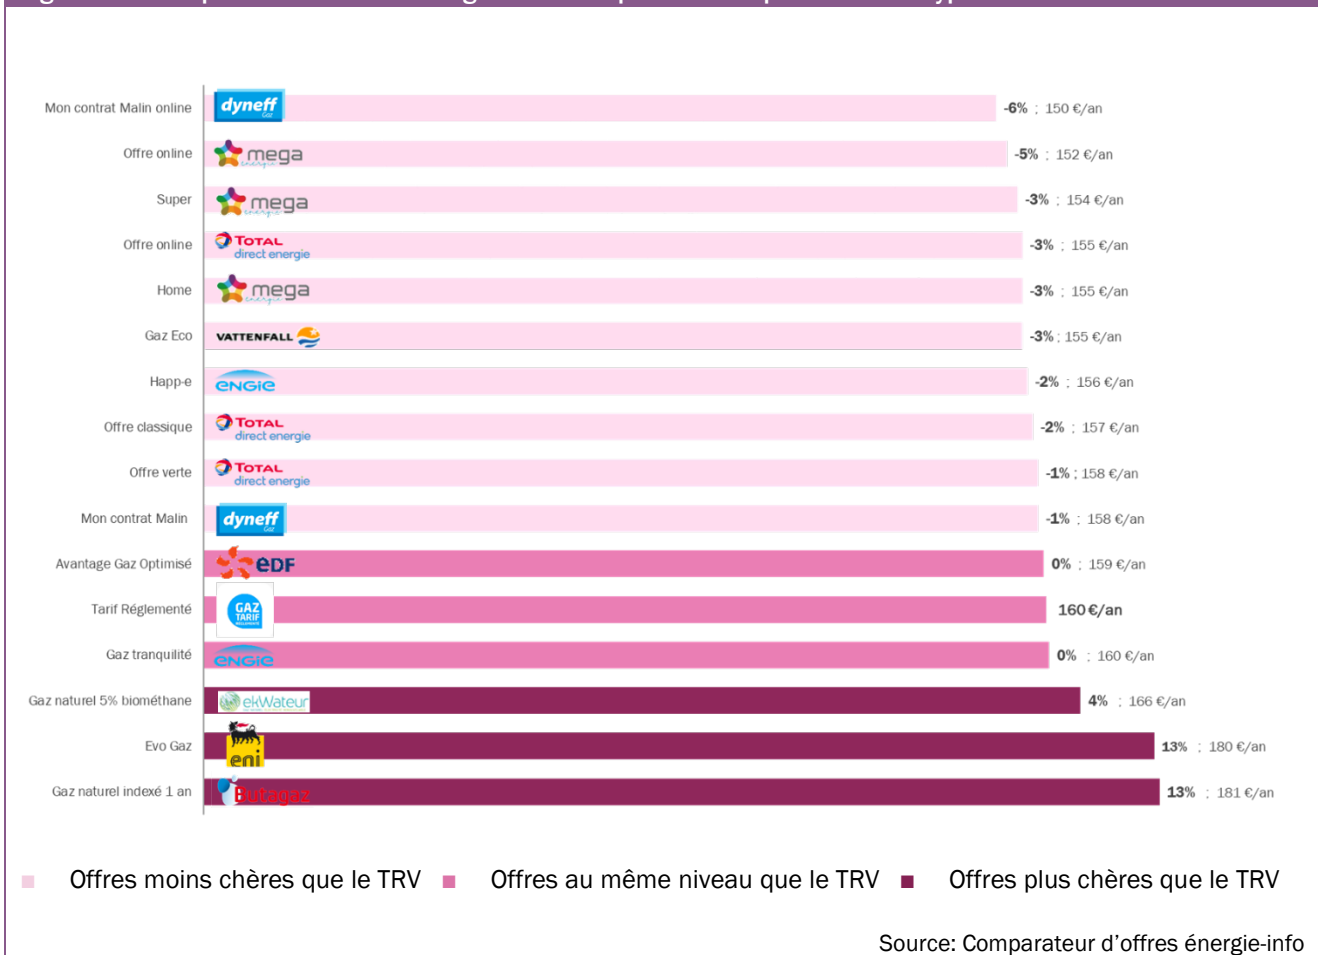 Mon contrat Malin online dyneff Gaz -6% ; 150 €/an
Offre online mega energie -5% ; 152 €/an
Super mega energie -3% ; 154 €/an
Offre online TOTAL direct energie -3% ; 155 €/an
Home mega energie -3% ; 155 €/an
Gaz Eco VATTENFALL -3% ; 155 €/an
Happ-e ENGIE -2% ; 156 €/an
Offre classique TOTAL direct energie -2% ; 157 €/an
Offre verte TOTAL direct energie -1% ; 158 €/an
Mon contrat Malin dyneff Gaz -1% ; 158 €/an
Avantage Gaz Optimisé eDF 0% ; 159 €/an
Tarif Réglementé GAZ TARIF RÉGLEMENTÉ 160 €/an
Gaz tranquilité ENGIE 0% ; 160 €/an
Gaz naturel 5% biométhane ekWateur 4% ; 166 €/an
Evo Gaz eni 13% ; 180 €/an
Gaz naturel indexé 1 an Butagaz 13% ; 181 €/an
Offres moins chères que le TRV Offres au même niveau que le TRV Offres plus chères que le TRV
Source: Comparateur d'offres énergie-info